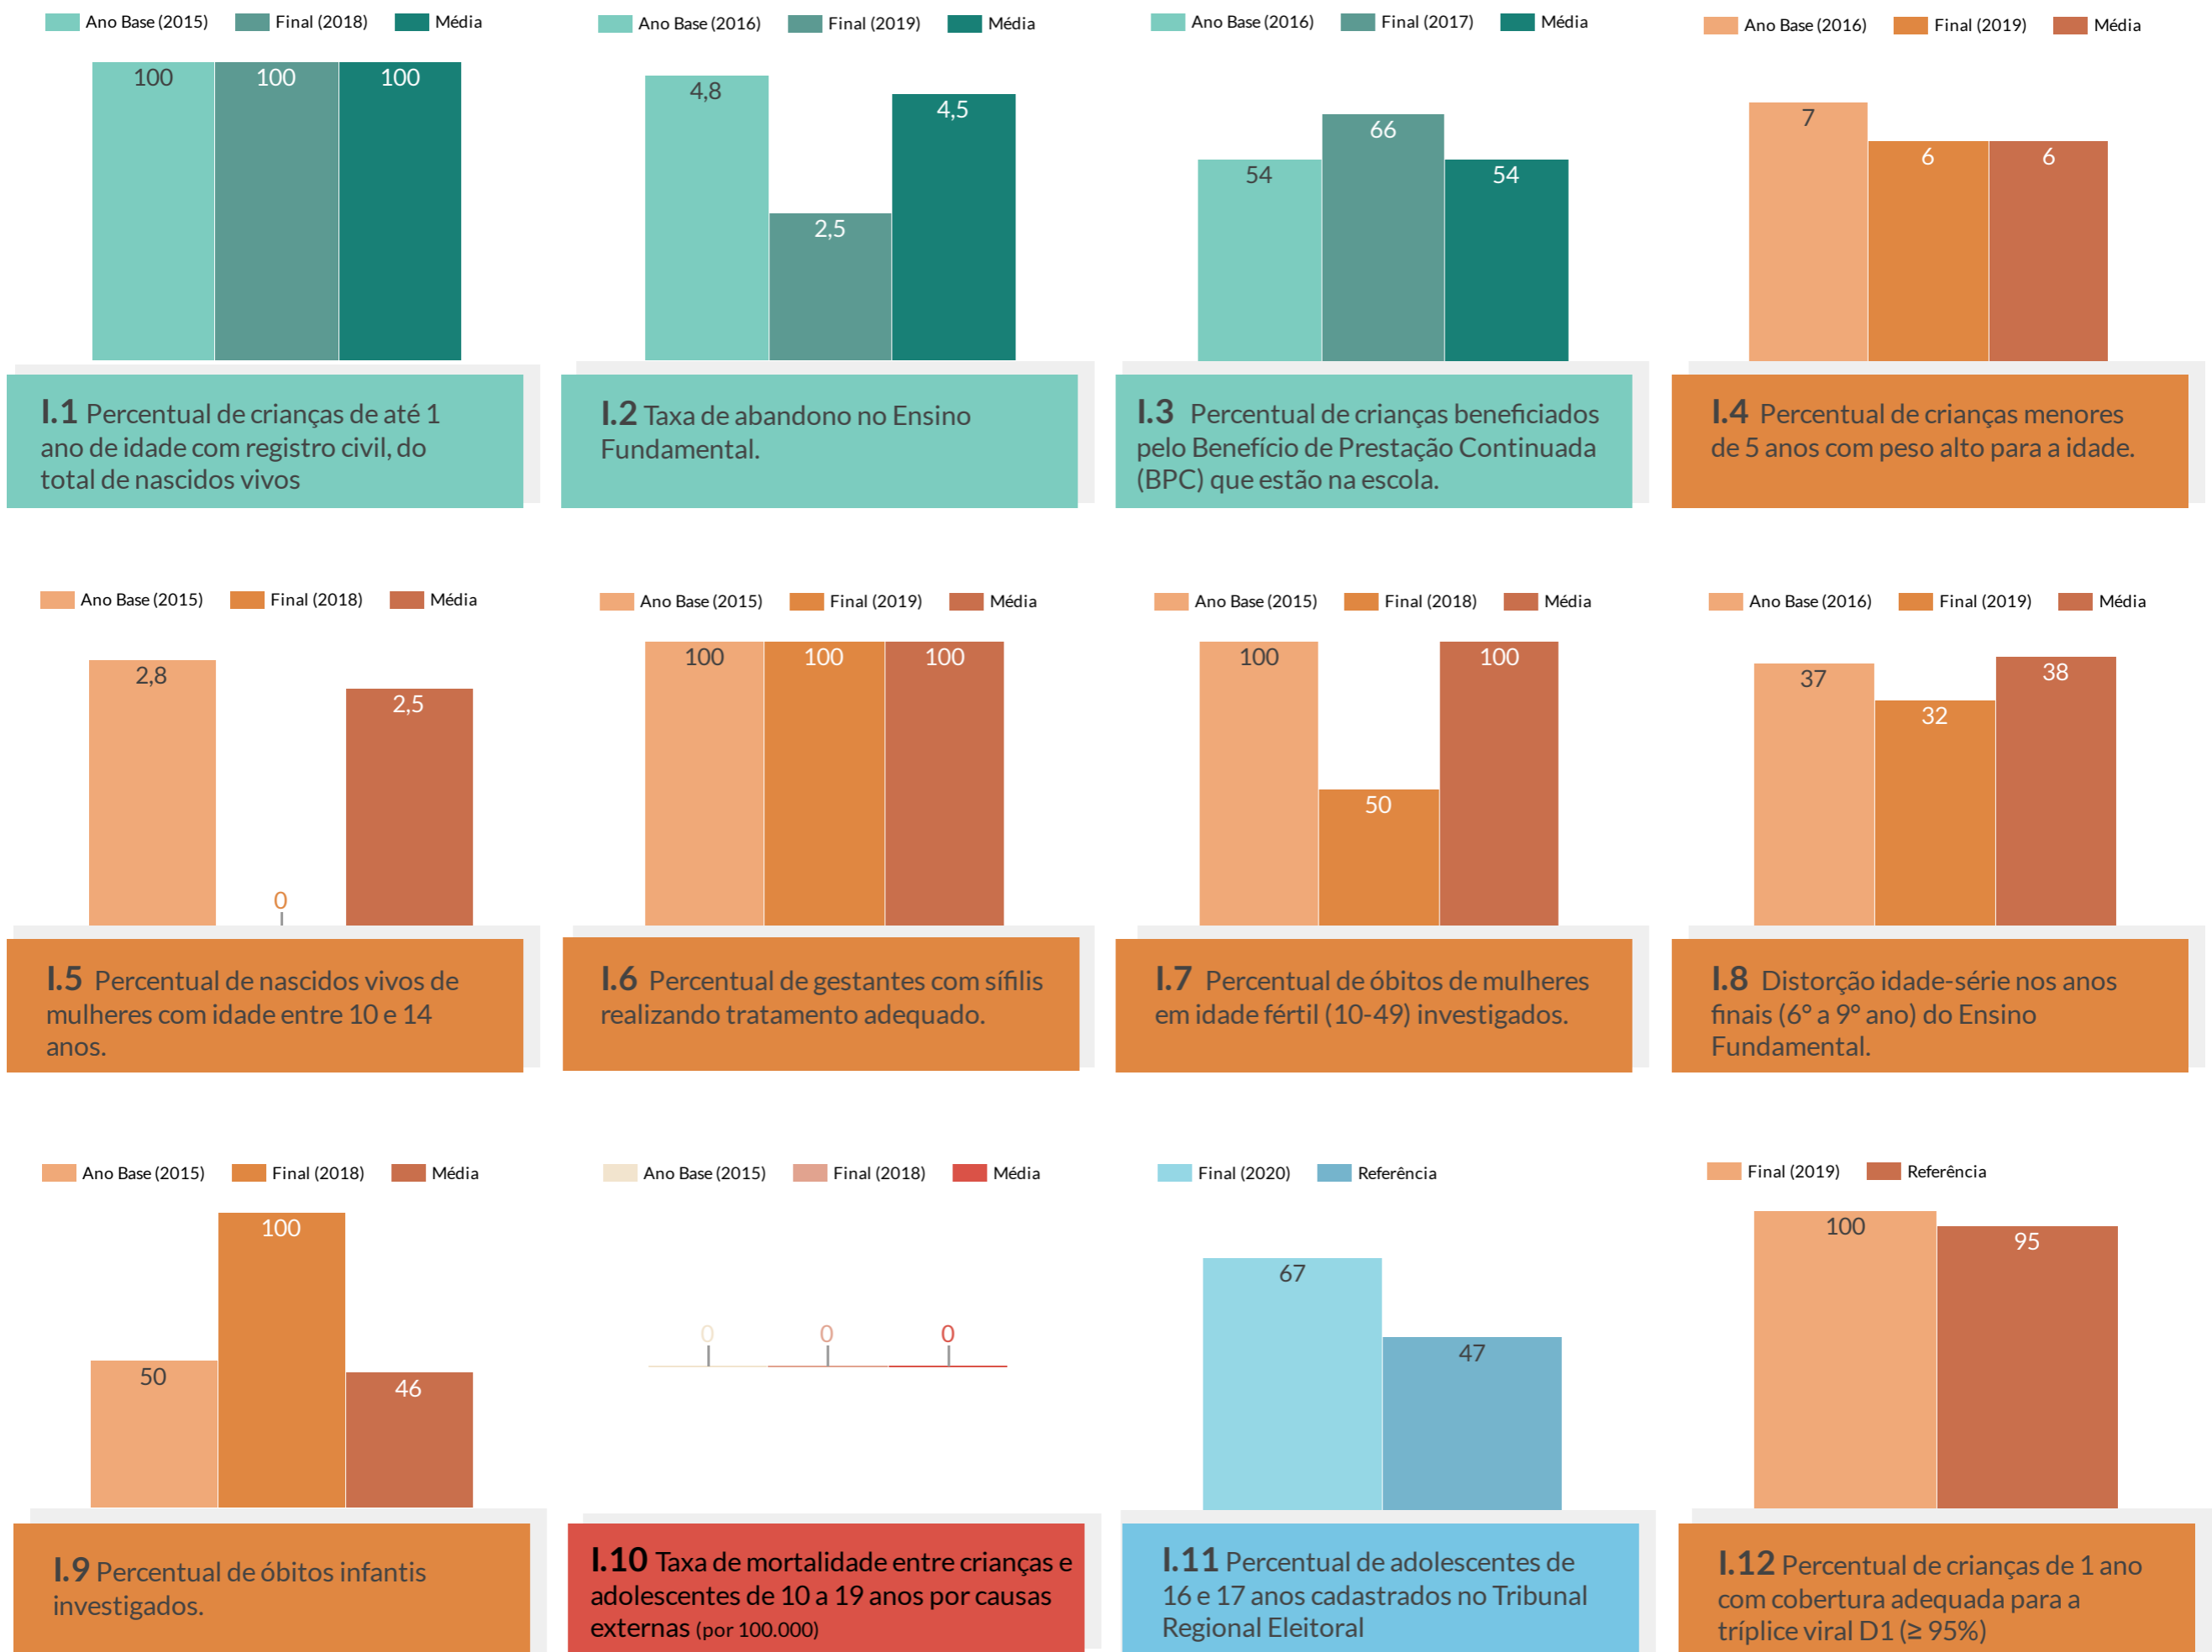 Ano Base (2015) Final (2018) Média
100 100 100
I.1 Percentual de crianças de até 1
ano de idade com registro civil, do
total de nascidos vivos
Ano Base (2016) Final (2019) Média
4,8 2,5 4,5
I.2 Taxa de abandono no Ensino
Fundamental.
Ano Base (2016) Final (2017) Média
54 66 54
I.3 Percentual de crianças beneficiados
pelo Benefício de Prestação Continuada
(BPC) que estão na escola.
Ano Base (2016) Final (2019) Média
7 6 6
I.4 Percentual de crianças menores
de 5 anos com peso alto para a idade.
Ano Base (2015) Final (2018) Média
2,8 0 2,5
I.5 Percentual de nascidos vivos de
mulheres com idade entre 10 e 14
anos.
Ano Base (2015) Final (2019) Média
100 100 100
I.6 Percentual de gestantes com sífilis
realizando tratamento adequado.
Ano Base (2015) Final (2018) Média
100 50 100
I.7 Percentual de óbitos de mulheres
em idade fértil (10-49) investigados.
Ano Base (2016) Final (2019) Média
37 32 38
I.8 Distorção idade-série nos anos
finais (6º a 9º ano) do Ensino
Fundamental.
Ano Base (2015) Final (2018) Média
50 100 46
I.9 Percentual de óbitos infantis
investigados.
Ano Base (2015) Final (2018) Média
0 0 0
I.10 Taxa de mortalidade entre crianças e
adolescentes de 10 a 19 anos por causas
externas (por 100.000)
Final (2020) Referência
67 47
I.11 Percentual de adolescentes de
16 e 17 anos cadastrados no Tribunal
Regional Eleitoral
Final (2019) Referência
100 95
I.12 Percentual de crianças de 1 ano
com cobertura adequada para a
tríplice viral D1 (≥ 95%)